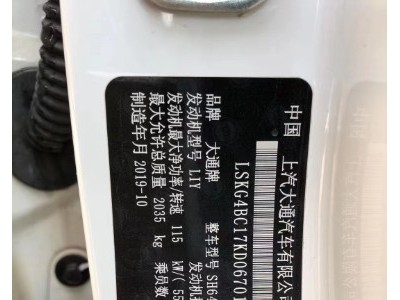 中国 上汽大通汽车有限公司
LSKG4BC17KD0670
品牌 大通牌 整车型号 SH64
发动机型号 L1Y 发动机
发动机最大净功率/转速 115 kW/( 55
最大允许总质量 2035 kg 乘员数
制造年月 2019-10